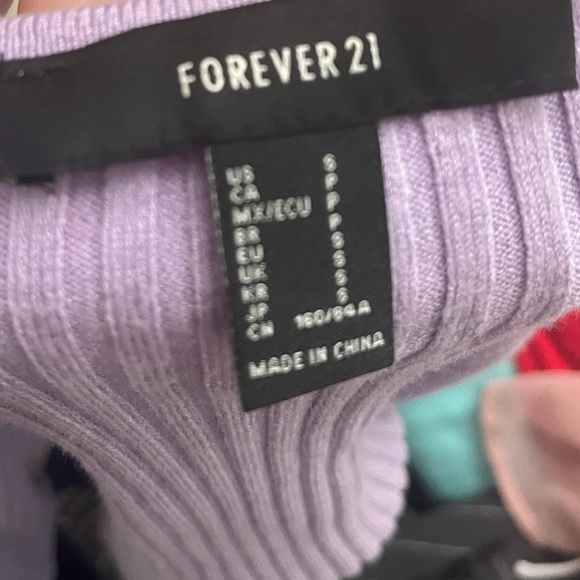 FOREVER 21
US S
CA P
MX/ECU P
BR P
EU S
UK S
KR S
JP S
CN 160/84A
MADE IN CHINA